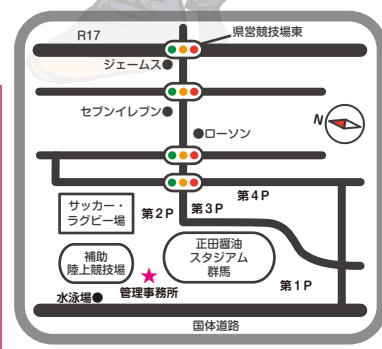 県営競技場東
R17
ジェームス
セブンイレブン
ローソン
N
サッカー・
ラグビー場
第2P
第3P
第4P
補助
陸上競技場
正田醤油
スタジアム
群馬
水泳場
管理事務所
第1P
国体道路